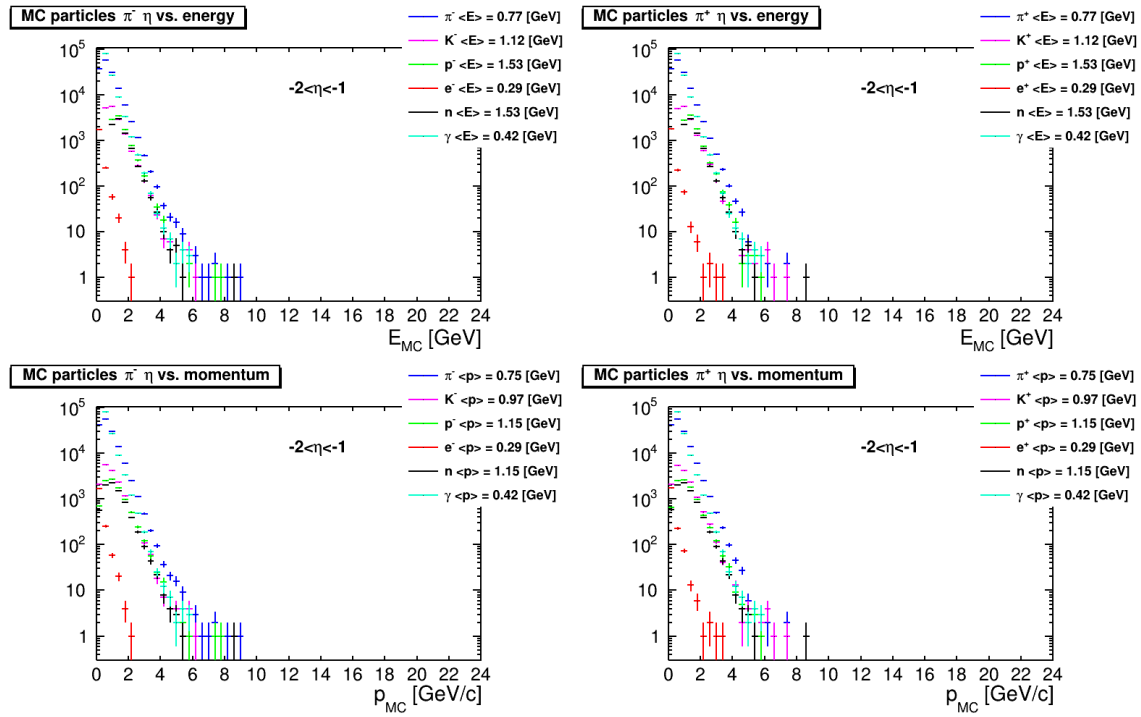 MC particles π⁻ η vs. energy
π⁻ <E> = 0.77 [GeV]
K⁻ <E> = 1.12 [GeV]
p⁻ <E> = 1.53 [GeV]
e⁻ <E> = 0.29 [GeV]
n <E> = 1.53 [GeV]
γ <E> = 0.42 [GeV]
-2<η<-1
10⁵
10⁴
10³
10²
10
1
0 2 4 6 8 10 12 14 16 18 20 22 24
E_MC [GeV]
MC particles π⁺ η vs. energy
π⁺ <E> = 0.77 [GeV]
K⁺ <E> = 1.12 [GeV]
p⁺ <E> = 1.53 [GeV]
e⁺ <E> = 0.29 [GeV]
n <E> = 1.53 [GeV]
γ <E> = 0.42 [GeV]
-2<η<-1
10⁵
10⁴
10³
10²
10
1
0 2 4 6 8 10 12 14 16 18 20 22 24
E_MC [GeV]
MC particles π⁻ η vs. momentum
π⁻ <p> = 0.75 [GeV]
K⁻ <p> = 0.97 [GeV]
p⁻ <p> = 1.15 [GeV]
e⁻ <p> = 0.29 [GeV]
n <p> = 1.15 [GeV]
γ <p> = 0.42 [GeV]
-2<η<-1
10⁵
10⁴
10³
10²
10
1
0 2 4 6 8 10 12 14 16 18 20 22 24
p_MC [GeV/c]
MC particles π⁺ η vs. momentum
π⁺ <p> = 0.75 [GeV]
K⁺ <p> = 0.97 [GeV]
p⁺ <p> = 1.15 [GeV]
e⁺ <p> = 0.29 [GeV]
n <p> = 1.15 [GeV]
γ <p> = 0.42 [GeV]
-2<η<-1
10⁵
10⁴
10³
10²
10
1
0 2 4 6 8 10 12 14 16 18 20 22 24
p_MC [GeV/c]